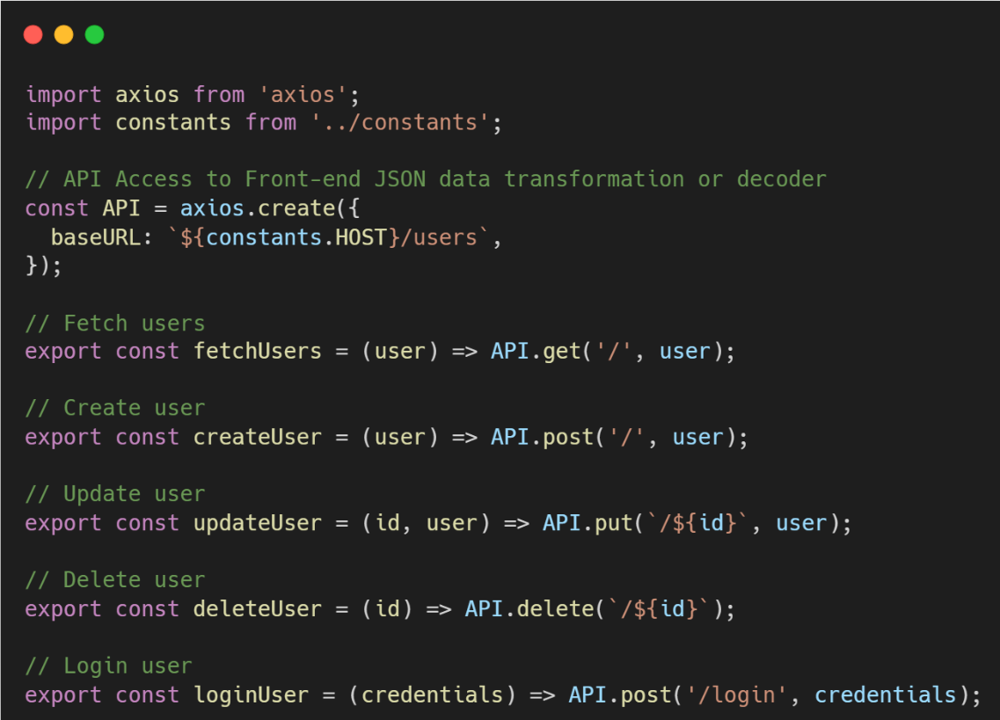 import axios from 'axios';
import constants from '../constants';
// API Access to Front-end JSON data transformation or decoder
const API = axios.create({
  baseURL: `${constants.HOST}/users`,
});
// Fetch users
export const fetchUsers = (user) => API.get('/', user);
// Create user
export const createUser = (user) => API.post('/', user);
// Update user
export const updateUser = (id, user) => API.put(`/${id}`, user);
// Delete user
export const deleteUser = (id) => API.delete(`/${id}`);
// Login user
export const loginUser = (credentials) => API.post('/login', credentials);